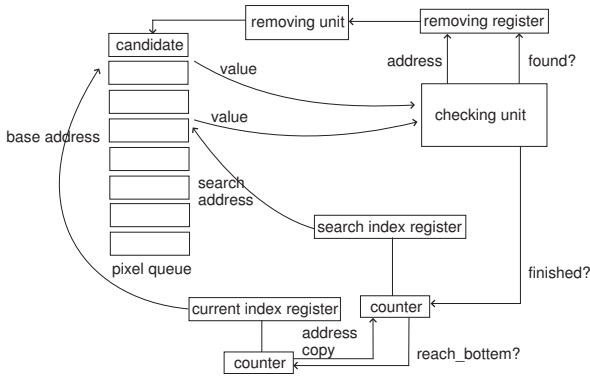 removing unit
removing register
candidate
address
found?
value
checking unit
value
base address
search
address
search index register
pixel queue
finished?
current index register
counter
address
copy
reach_bottem?
counter